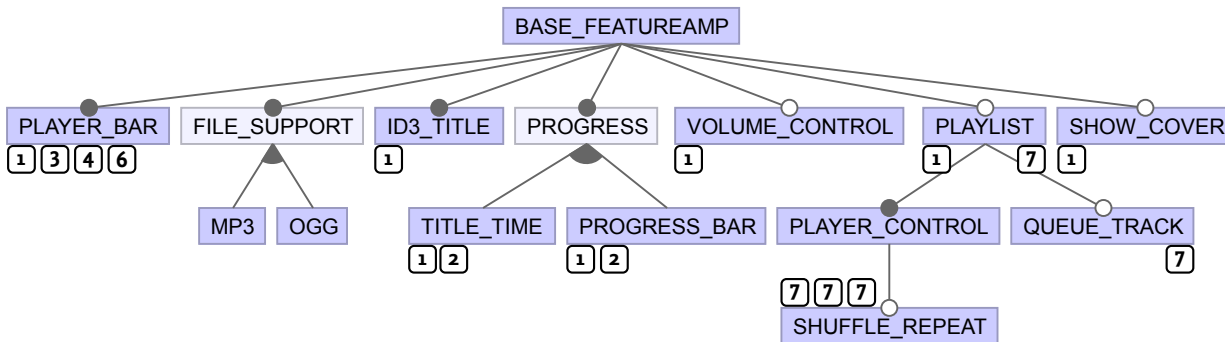 BASE_FEATUREAMP
PLAYER_BAR FILE_SUPPORT ID3_TITLE PROGRESS VOLUME_CONTROL PLAYLIST SHOW_COVER
1 3 4 6 1 1 1 7 1
MP3 OGG TITLE_TIME PROGRESS_BAR PLAYER_CONTROL QUEUE_TRACK
1 2 1 2 7
7 7 7
SHUFFLE_REPEAT